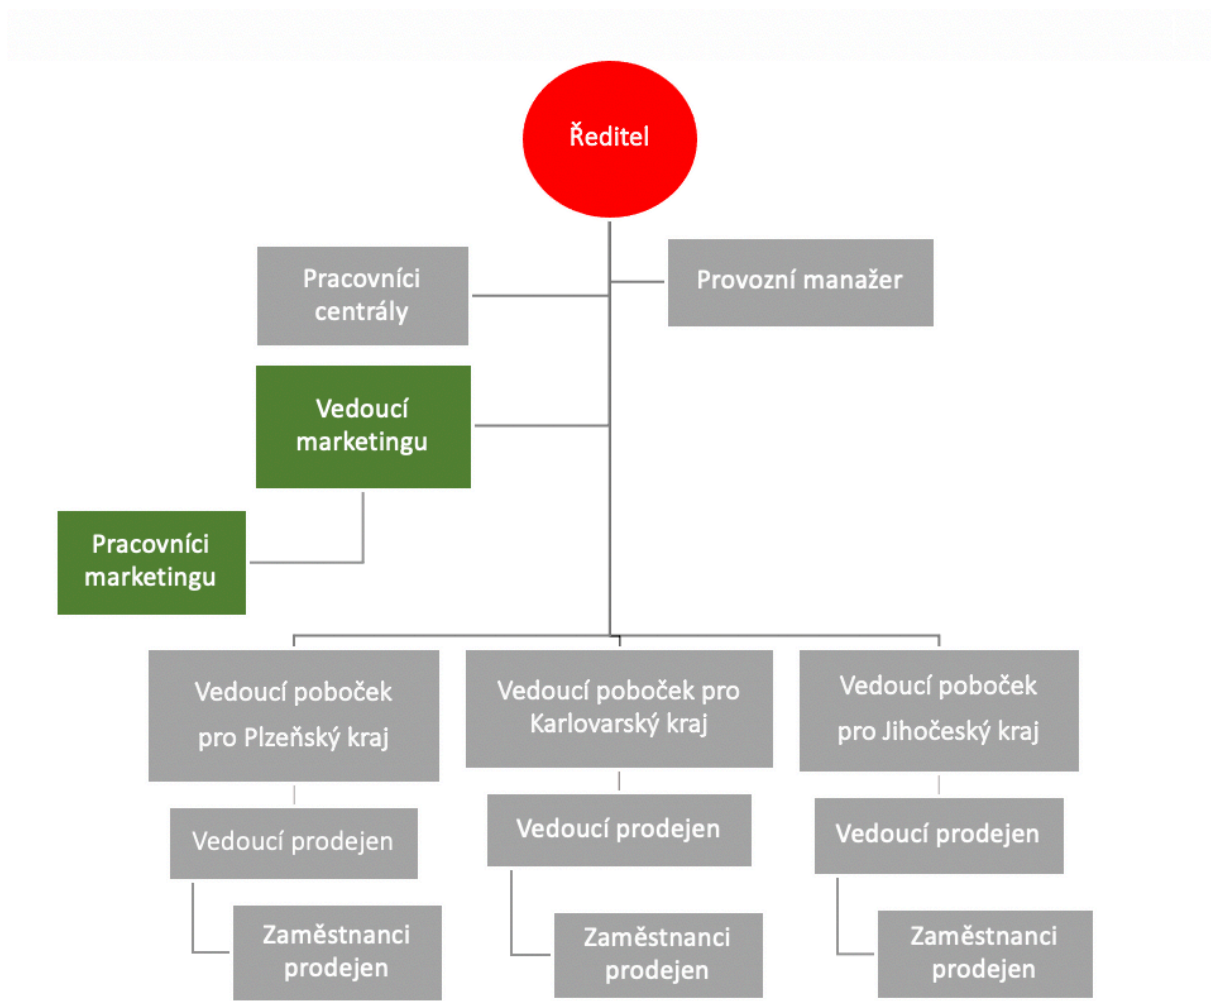 Ředitel
Pracovníci
centrály
Provozní manažer
Vedoucí
marketingu
Pracovníci
marketingu
Vedoucí poboček
pro Plzeňský kraj
Vedoucí poboček pro
Karlovarský kraj
Vedoucí poboček
pro Jihočeský kraj
Vedoucí prodejen
Vedoucí prodejen
Vedoucí prodejen
Zaměstnanci
prodejen
Zaměstnanci
prodejen
Zaměstnanci
prodejen